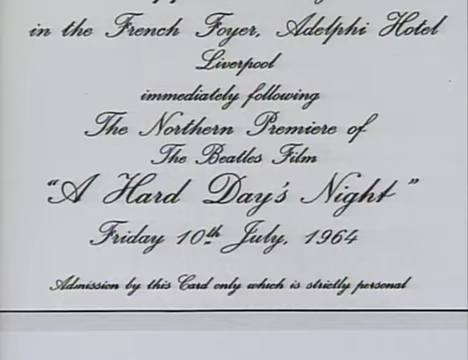 in the French Foyer, Adelphi Hotel
Liverpool
immediately following
The Northern Premiere of
The Beatles Film
"A Hard Day's Night"
Friday 10th July, 1964
Admission by this Card only which is strictly personal